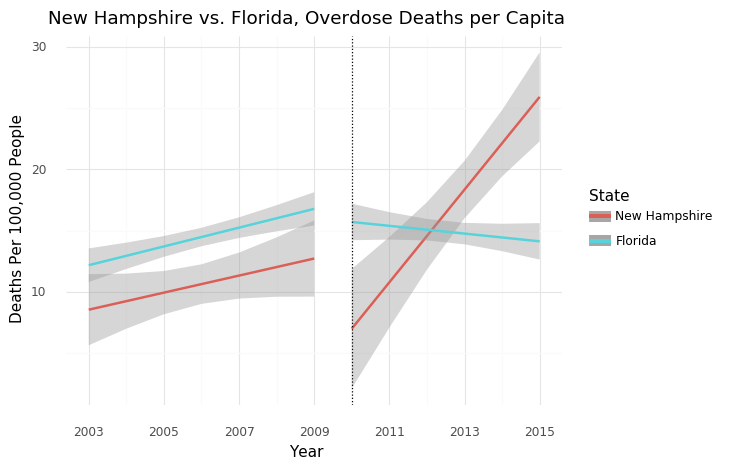 New Hampshire vs. Florida, Overdose Deaths per Capita
30
20
10
Deaths Per 100,000 People
2003 2005 2007 2009 2011 2013 2015
Year
State
New Hampshire
Florida